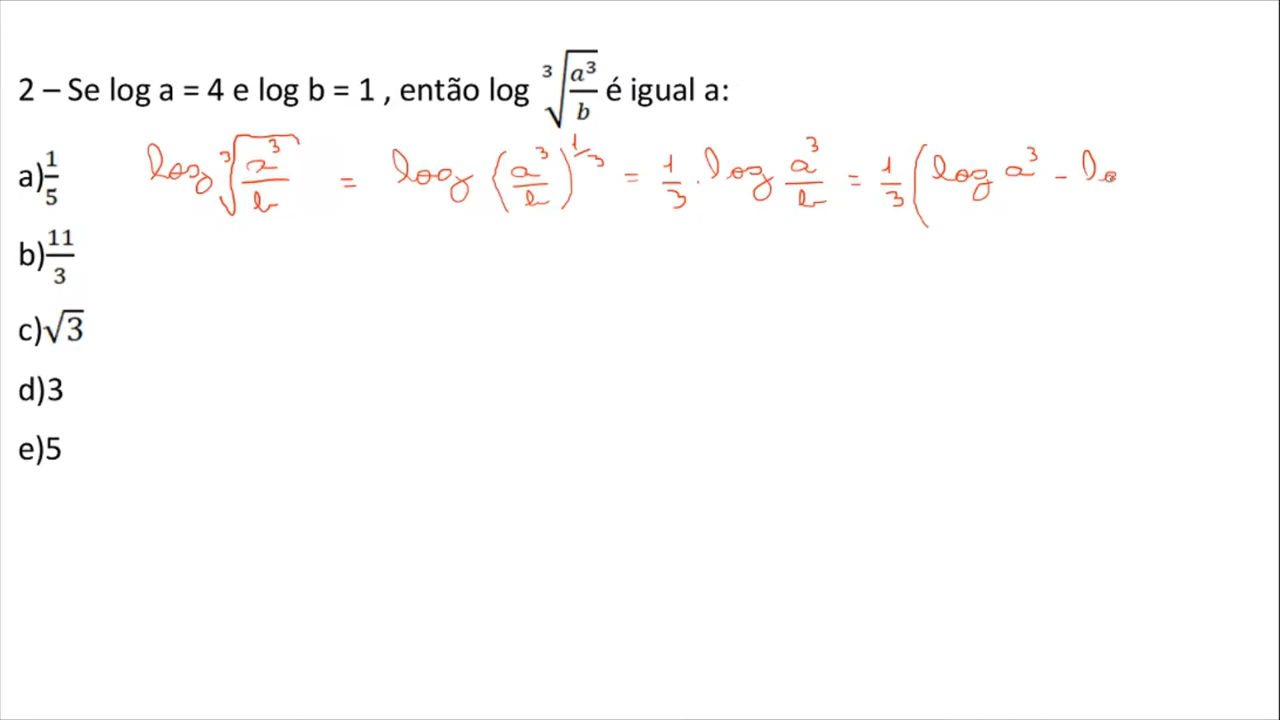 2 – Se log a = 4 e log b = 1 , então log ∛(a³/b) é igual a:
log ∛(a³/b) = log (a³/b)^1/3 = 1/3 . log a³/b = 1/3 (log a³ - lo
a) 1/5
b) 11/3
c) √3
d) 3
e) 5